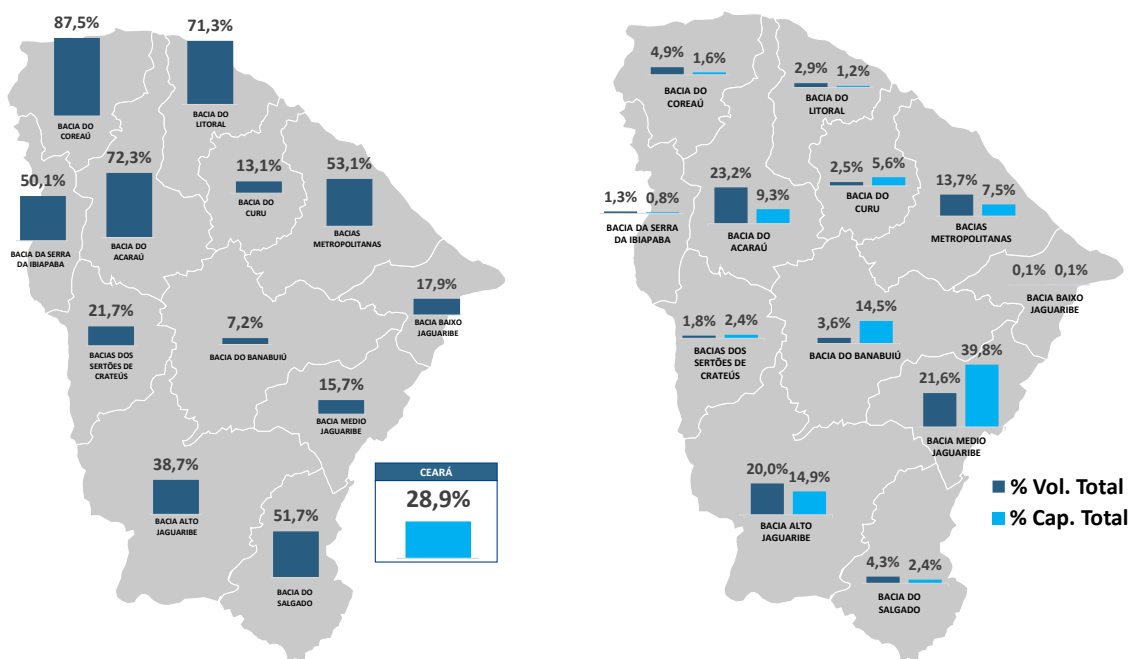 87,5%
BACIA DO
COREAÚ
71,3%
BACIA DO
LITORAL
50,1%
BACIA DA SERRA
DA IBIAPABA
72,3%
BACIA DO
ACARAÚ
13,1%
BACIA DO
CURU
53,1%
BACIAS
METROPOLITANAS
21,7%
BACIAS DOS
SERTÕES DE
CRATEÚS
7,2%
BACIA DO BANABUIÚ
17,9%
BACIA BAIXO
JAGUARIBE
15,7%
BACIA MEDIO
JAGUARIBE
38,7%
BACIA ALTO
JAGUARIBE
51,7%
BACIA DO
SALGADO
CEARÁ
28,9%
4,9% 1,6%
BACIA DO
COREAÚ
2,9% 1,2%
BACIA DO
LITORAL
1,3% 0,8%
BACIA DA SERRA
DA IBIAPABA
23,2% 9,3%
BACIA DO
ACARAÚ
2,5% 5,6%
BACIA DO
CURU
13,7% 7,5%
BACIAS
METROPOLITANAS
0,1% 0,1%
BACIA BAIXO
JAGUARIBE
1,8% 2,4%
BACIAS DOS
SERTÕES DE
CRATEÚS
3,6% 14,5%
BACIA DO BANABUIÚ
21,6% 39,8%
BACIA MEDIO
JAGUARIBE
20,0% 14,9%
BACIA ALTO
JAGUARIBE
4,3% 2,4%
BACIA DO
SALGADO
% Vol. Total
% Cap. Total